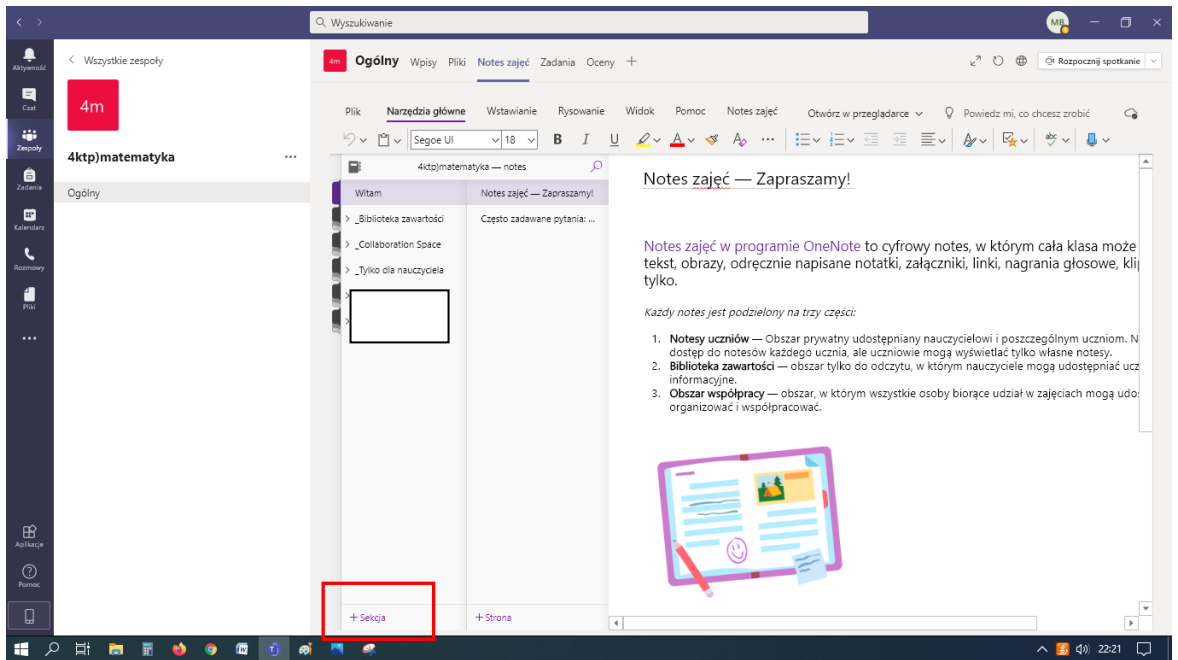 Wyszukiwanie
MB
Aktywność
Czat
Zespoły
Zadania
Kalendarz
Rozmowy
Pliki
Aplikacje
Pomoc
Wszystkie zespoły
4m
4ktp)matematyka
Ogólny
4m Ogólny Wpisy Pliki Notes zajęć Zadania Oceny
Rozpocznij spotkanie
Plik Narzędzia główne Wstawianie Rysowanie Widok Pomoc Notes zajęć Otwórz w przeglądarce Powiedz mi, co chcesz zrobić
Segoe UI 18 B I U A A
4ktp)matematyka — notes
Witam
_Biblioteka zawartości
_Collaboration Space
_Tylko dla nauczyciela
+ Sekcja
Notes zajęć — Zapraszamy!
Często zadawane pytania: ...
+ Strona
Notes zajęć — Zapraszamy!
Notes zajęć w programie OneNote to cyfrowy notes, w którym cała klasa może
tekst, obrazy, odręcznie napisane notatki, załączniki, linki, nagrania głosowe, kli
tylko.
Każdy notes jest podzielony na trzy części:
1. Notesy uczniów — Obszar prywatny udostępniany nauczycielowi i poszczególnym uczniom. N
dostęp do notesów każdego ucznia, ale uczniowie mogą wyświetlać tylko własne notesy.
2. Biblioteka zawartości — obszar tylko do odczytu, w którym nauczyciele mogą udostępniać ucz
informacyjne.
3. Obszar współpracy — obszar, w którym wszystkie osoby biorące udział w zajęciach mogą udo
organizować i współpracować.
22:21